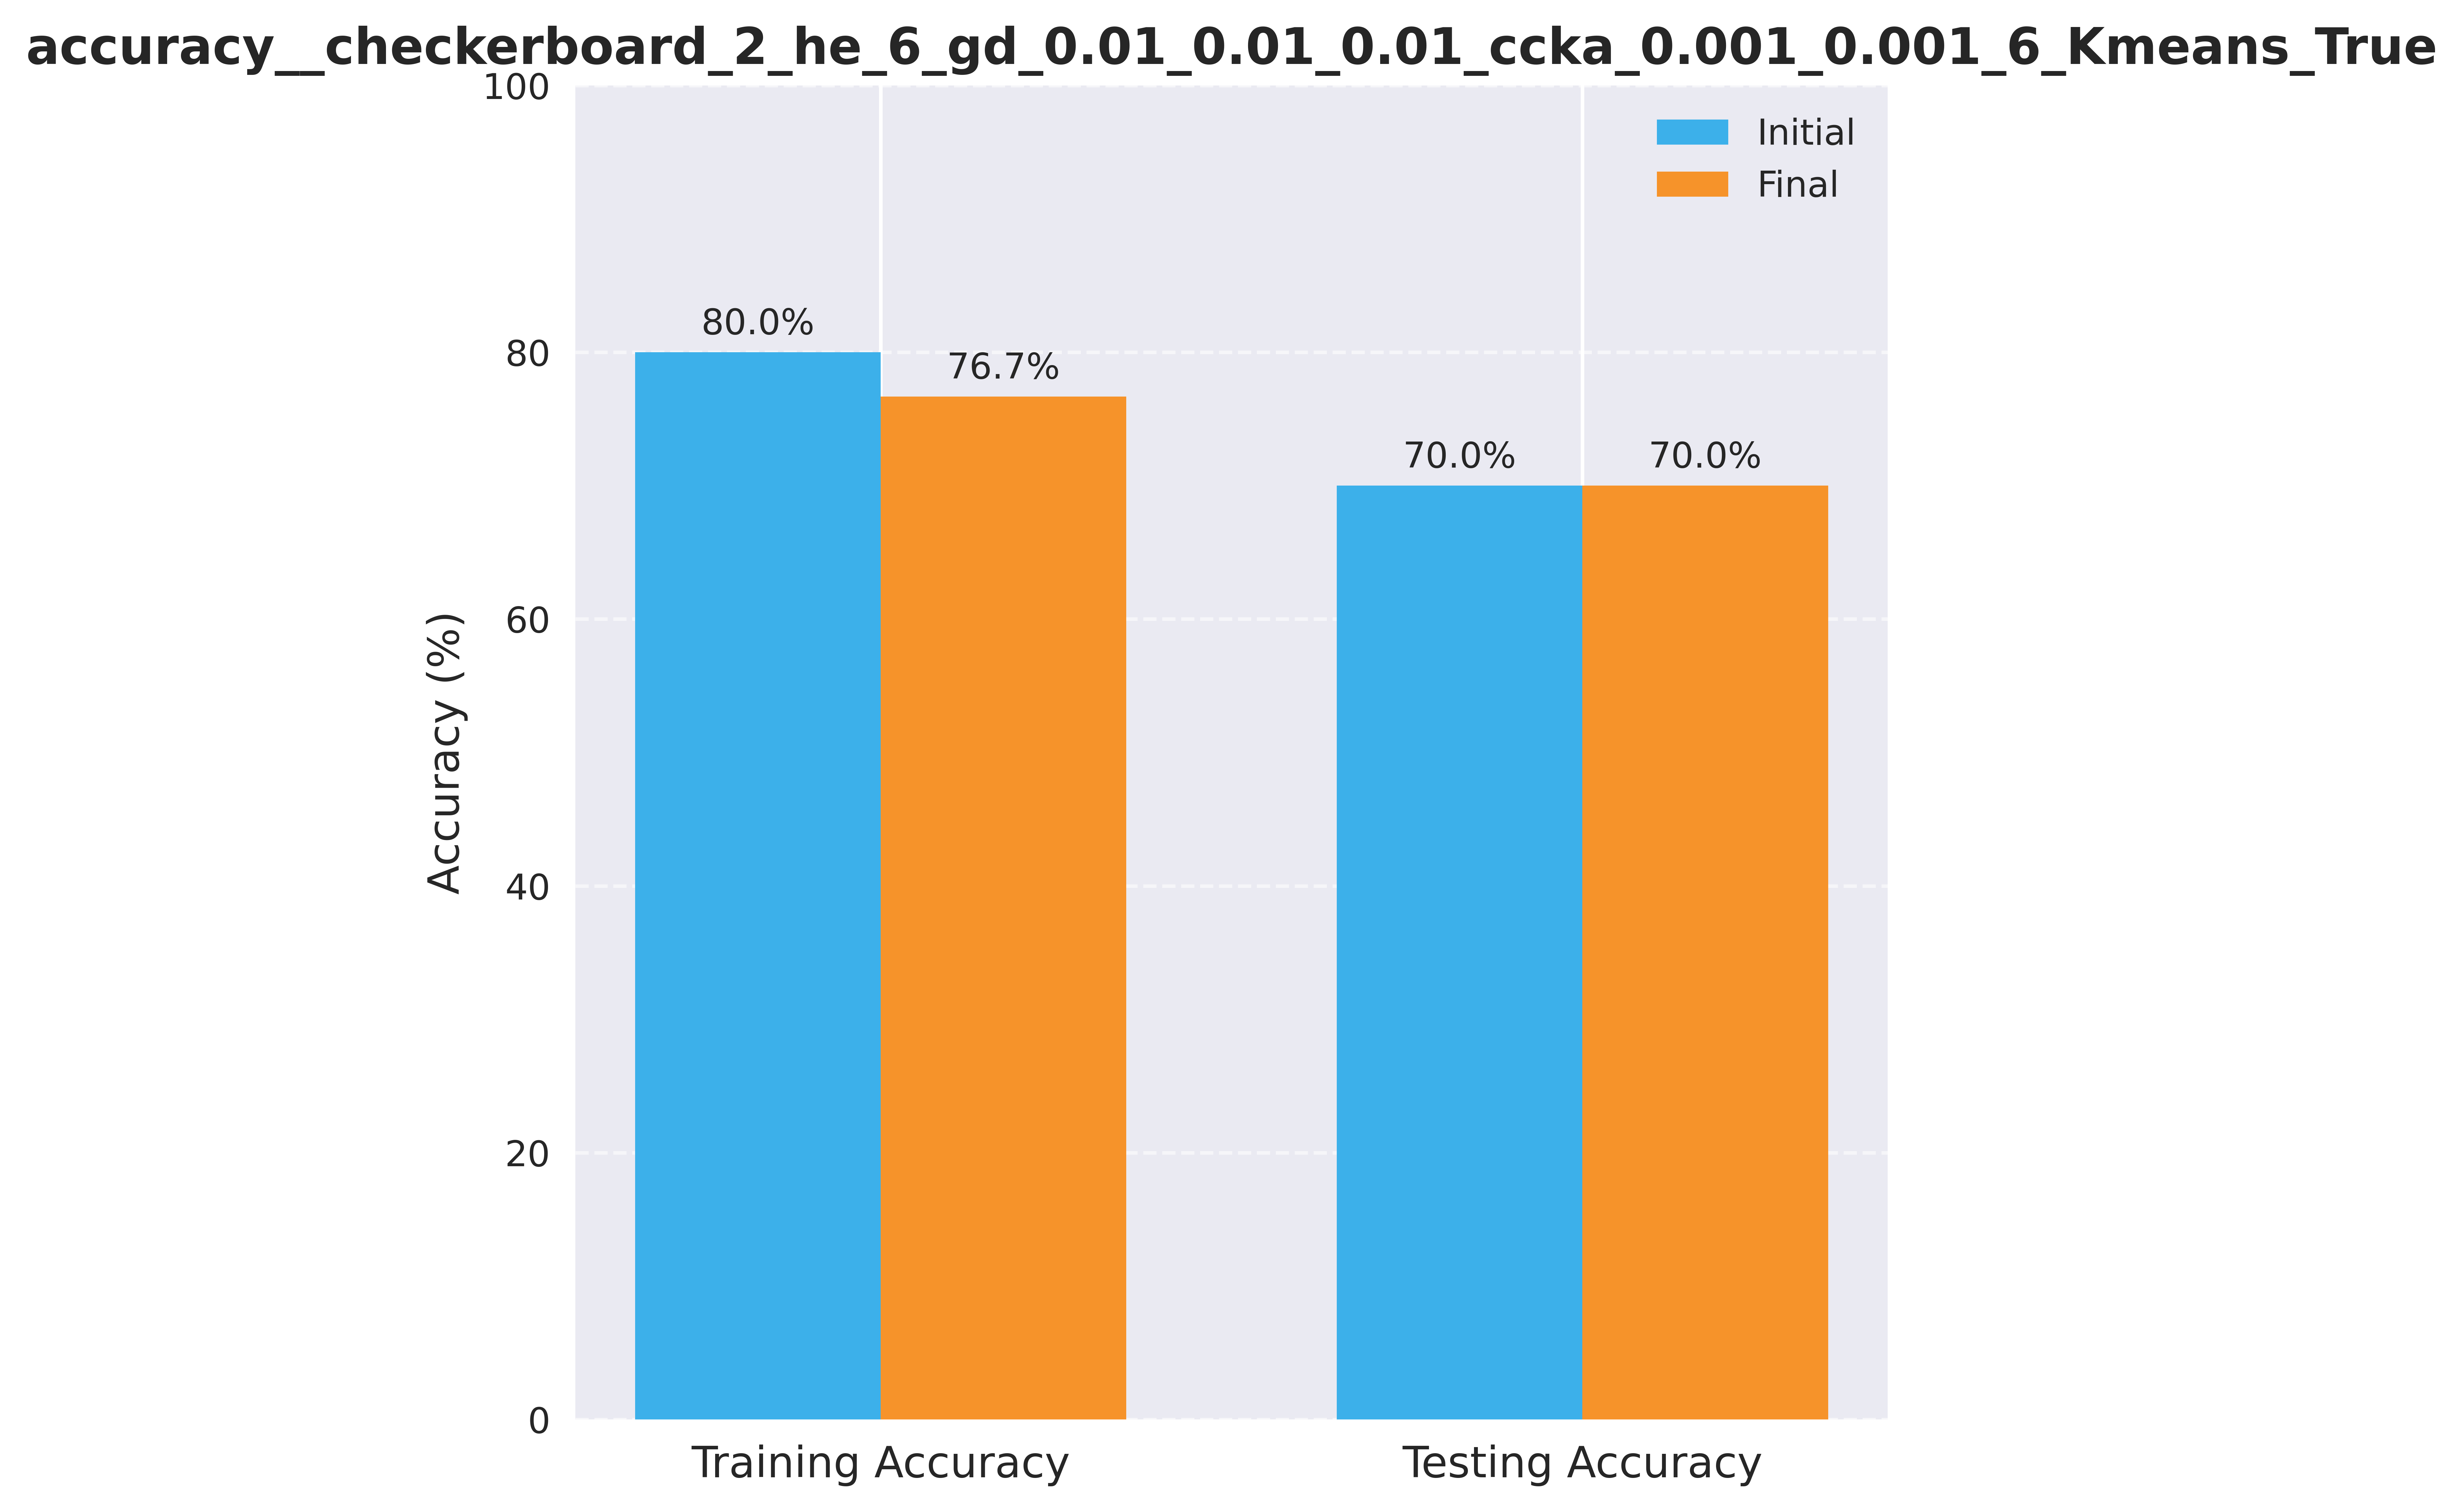 accuracy__checkerboard_2_he_6_gd_0.01_0.01_0.01_ccka_0.001_0.001_6_Kmeans_True
100
80
60
40
20
0
Accuracy (%)
Initial
Final
80.0%
76.7%
70.0%
70.0%
Training Accuracy
Testing Accuracy